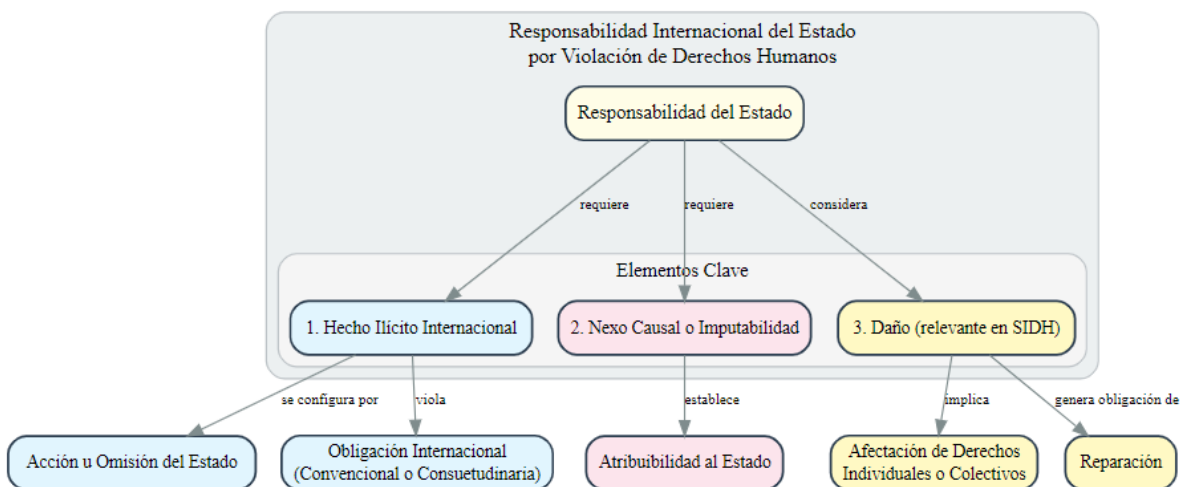 Responsabilidad Internacional del Estado
por Violación de Derechos Humanos
Responsabilidad del Estado
requiere
requiere
considera
Elementos Clave
1. Hecho Ilícito Internacional
2. Nexo Causal o Imputabilidad
3. Daño (relevante en SIDH)
se configura por
viola
establece
implica
genera obligación de
Acción u Omisión del Estado
Obligación Internacional
(Convencional o Consuetudinaria)
Atribuibilidad al Estado
Afectación de Derechos
Individuales o Colectivos
Reparación